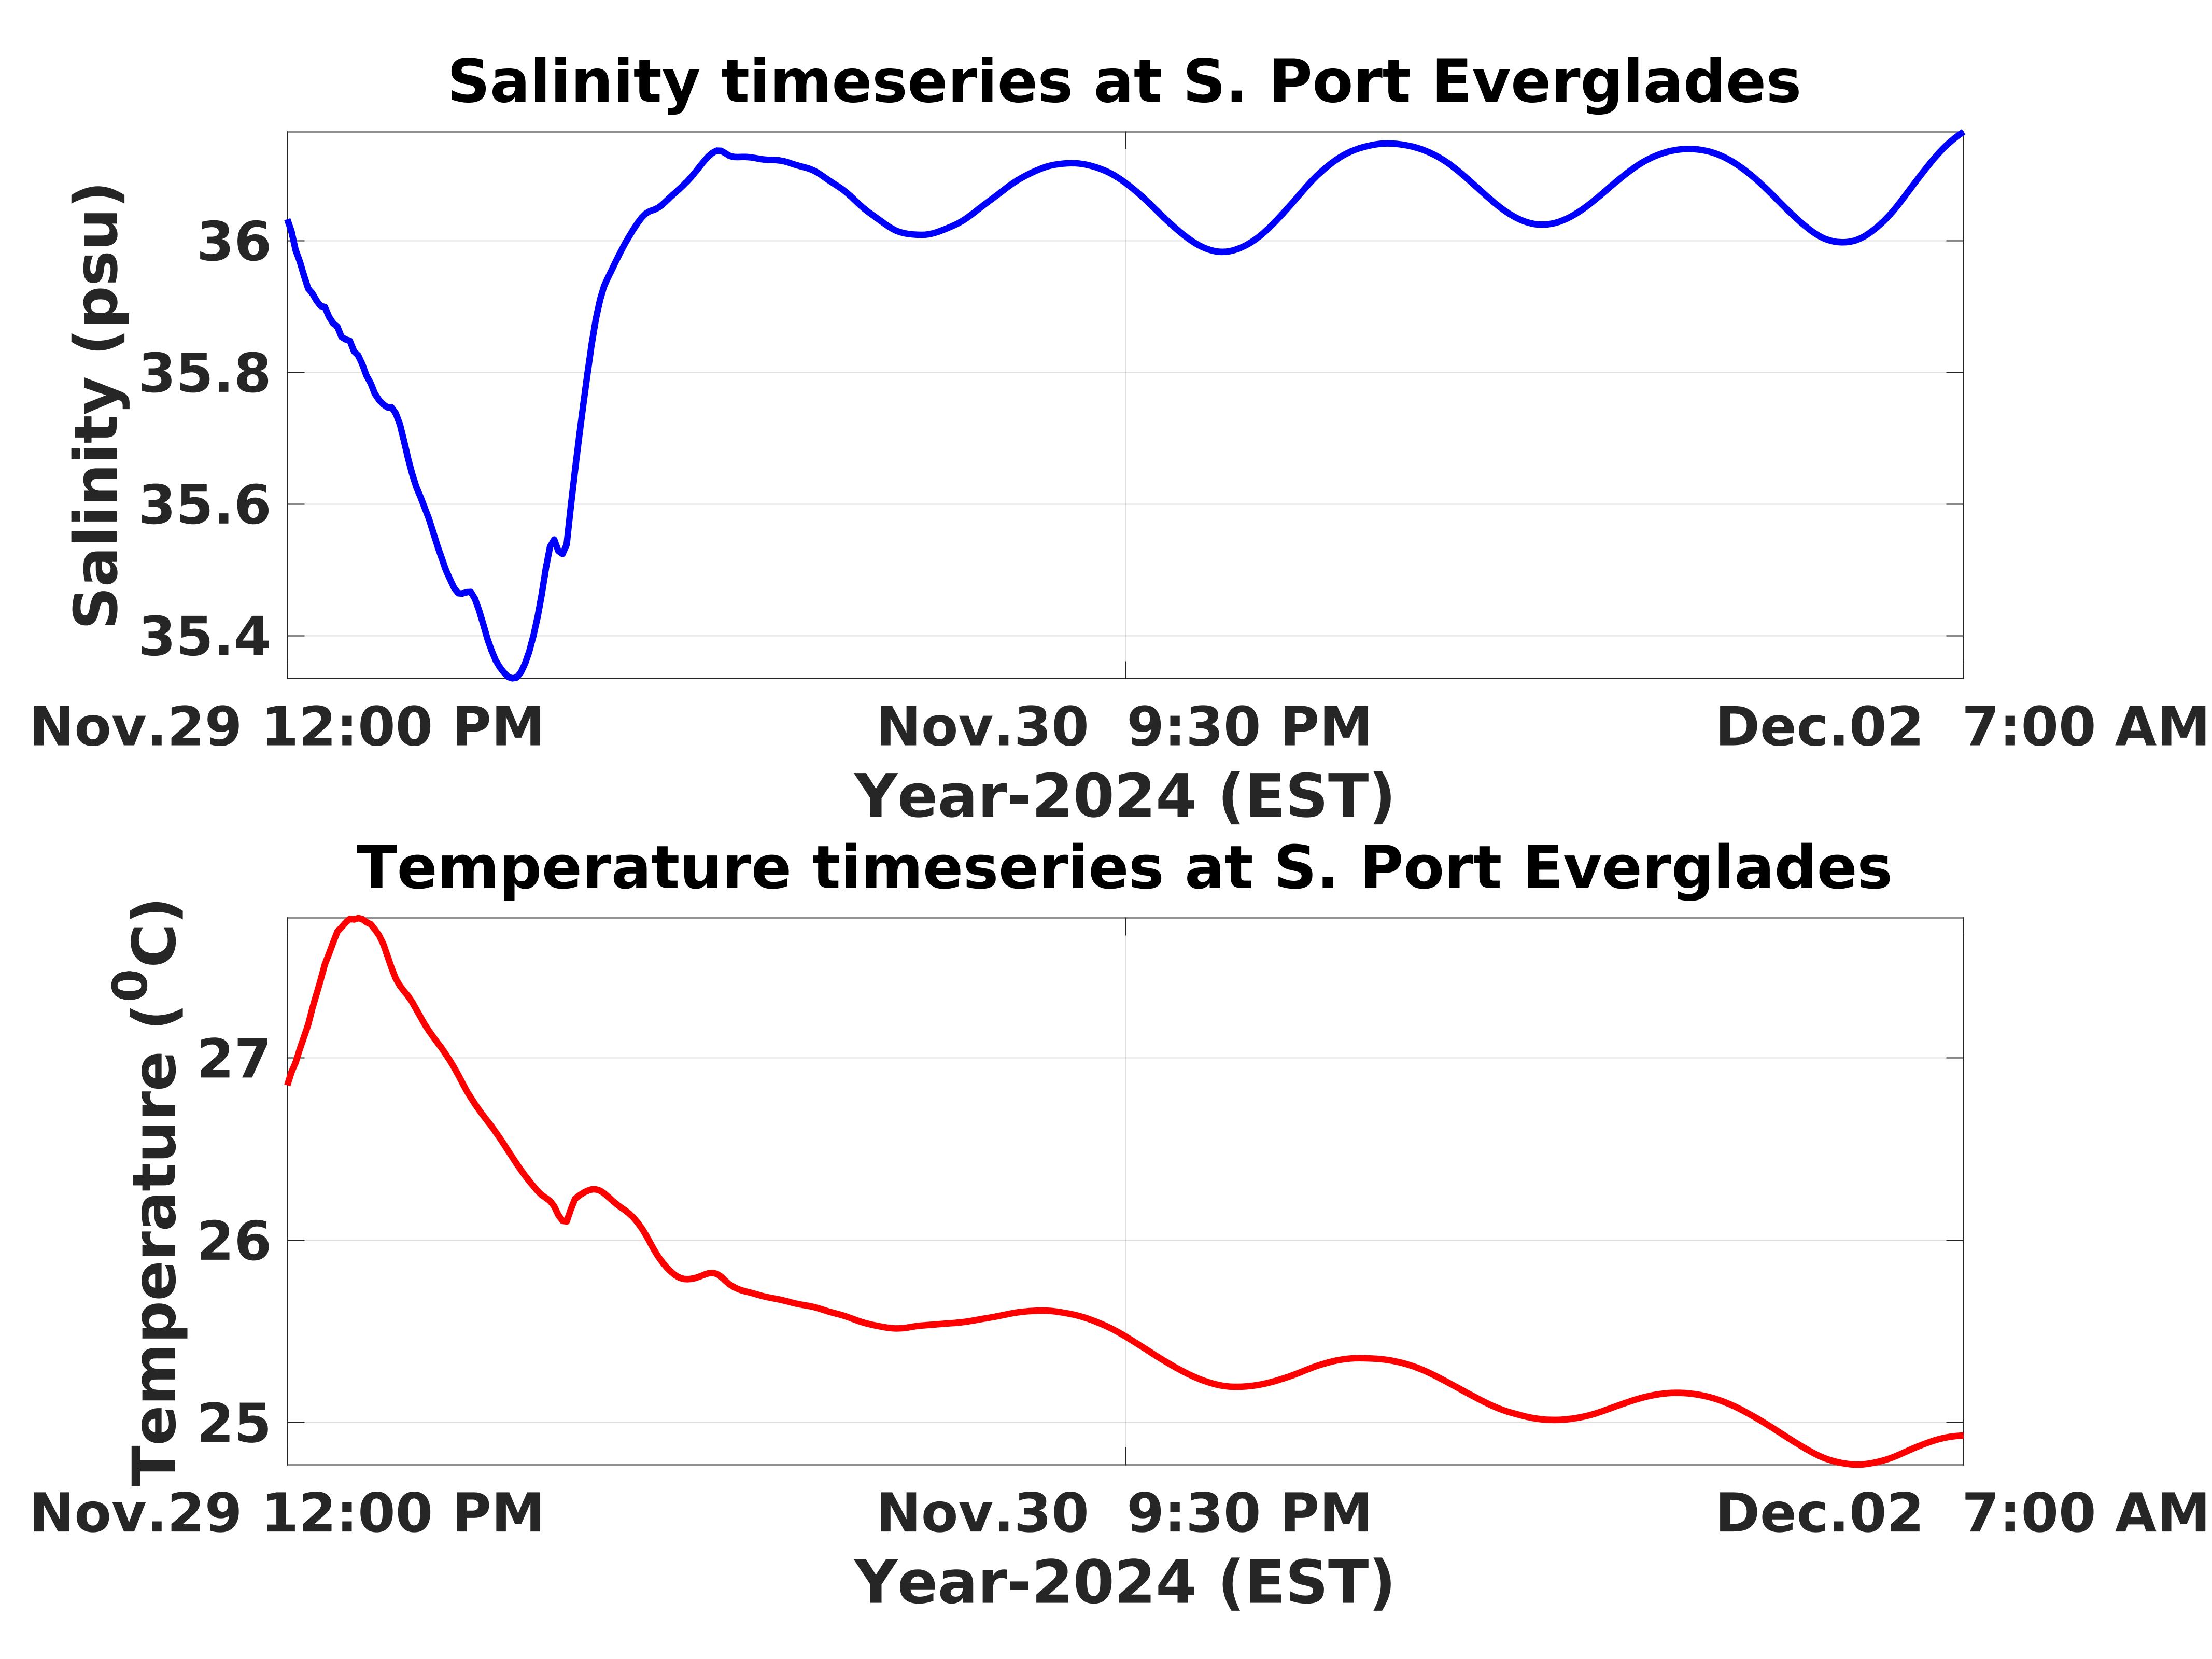 Salinity timeseries at S. Port Everglades
Salinity (psu)
36
35.8
35.6
35.4
Nov.29 12:00 PM Nov.30 9:30 PM Dec.02 7:00 AM
Year-2024 (EST)
Temperature timeseries at S. Port Everglades
Temperature (⁰C)
27
26
25
Nov.29 12:00 PM Nov.30 9:30 PM Dec.02 7:00 AM
Year-2024 (EST)